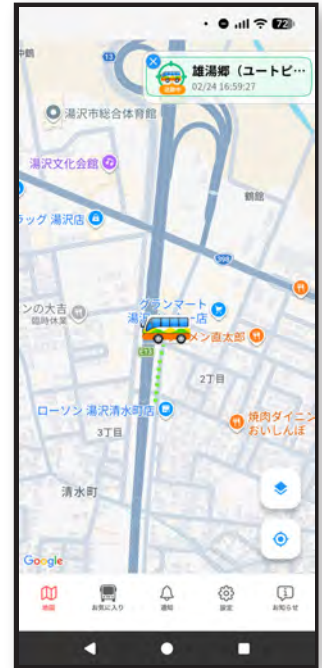 72
中鶴
13
雄湯郷（ユートピ…
02/24 16:59:27
湯沢市総合体育館
湯沢文化会館
鶴館
ラッグ 湯沢店
398
グランマート
ンの大吉
臨時休業
店
メン直太郎
E13
2丁目
ローソン 湯沢清水町店
焼肉ダイニン
おいしんぼ
3丁目
清水町
Google
地図
お気に入り
通知
設定
お知らせ